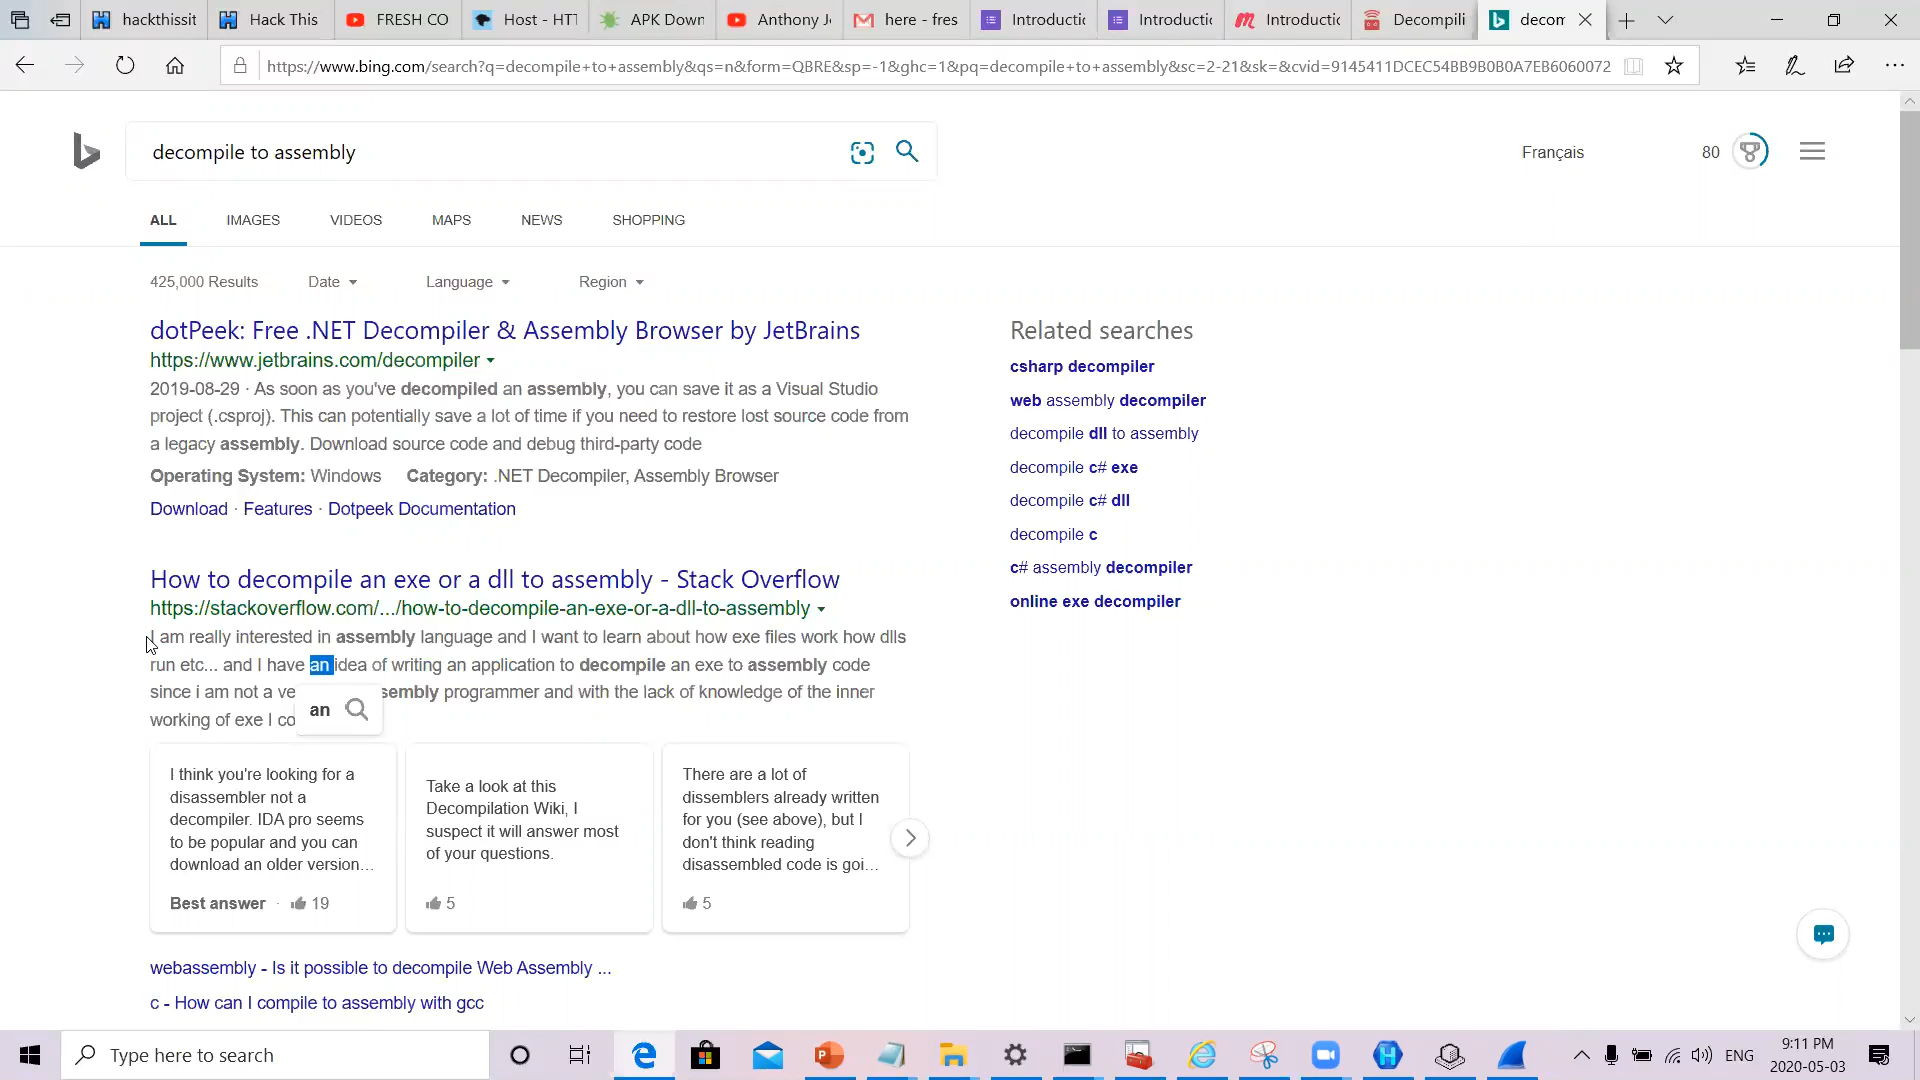 hackthissit
Hack This
FRESH CO
Host - HTT
APK Down
Anthony Jo
here - fres
Introductic
Introductic
Introductic
Decompili
decom
https://www.bing.com/search?q=decompile+to+assembly&qs=n&form=QBRE&sp=-1&ghc=1&pq=decompile+to+assembly&sc=2-21&sk=&cvid=9145411DCEC54BB9B0B0A7EB6060072
decompile to assembly
Français
80
ALL
IMAGES
VIDEOS
MAPS
NEWS
SHOPPING
425,000 Results
Date
Language
Region
dotPeek: Free .NET Decompiler & Assembly Browser by JetBrains
https://www.jetbrains.com/decompiler
2019-08-29 · As soon as you've decompiled an assembly, you can save it as a Visual Studio
project (.csproj). This can potentially save a lot of time if you need to restore lost source code from
a legacy assembly. Download source code and debug third-party code
Operating System: Windows Category: .NET Decompiler, Assembly Browser
Download · Features · Dotpeek Documentation
How to decompile an exe or a dll to assembly - Stack Overflow
https://stackoverflow.com/.../how-to-decompile-an-exe-or-a-dll-to-assembly
I am really interested in assembly language and I want to learn about how exe files work how dlls
run etc... and I have an idea of writing an application to decompile an exe to assembly code
since i am not a ve sembly programmer and with the lack of knowledge of the inner
working of exe I co
an
I think you're looking for a
disassembler not a
decompiler. IDA pro seems
to be popular and you can
download an older version...
Best answer · 19
Take a look at this
Decompilation Wiki, I
suspect it will answer most
of your questions.
5
There are a lot of
dissemblers already written
for you (see above), but I
don't think reading
disassembled code is goi...
5
webassembly - Is it possible to decompile Web Assembly ...
c - How can I compile to assembly with gcc
Related searches
csharp decompiler
web assembly decompiler
decompile dll to assembly
decompile c# exe
decompile c# dll
decompile c
c# assembly decompiler
online exe decompiler
Type here to search
ENG
9:11 PM
2020-05-03